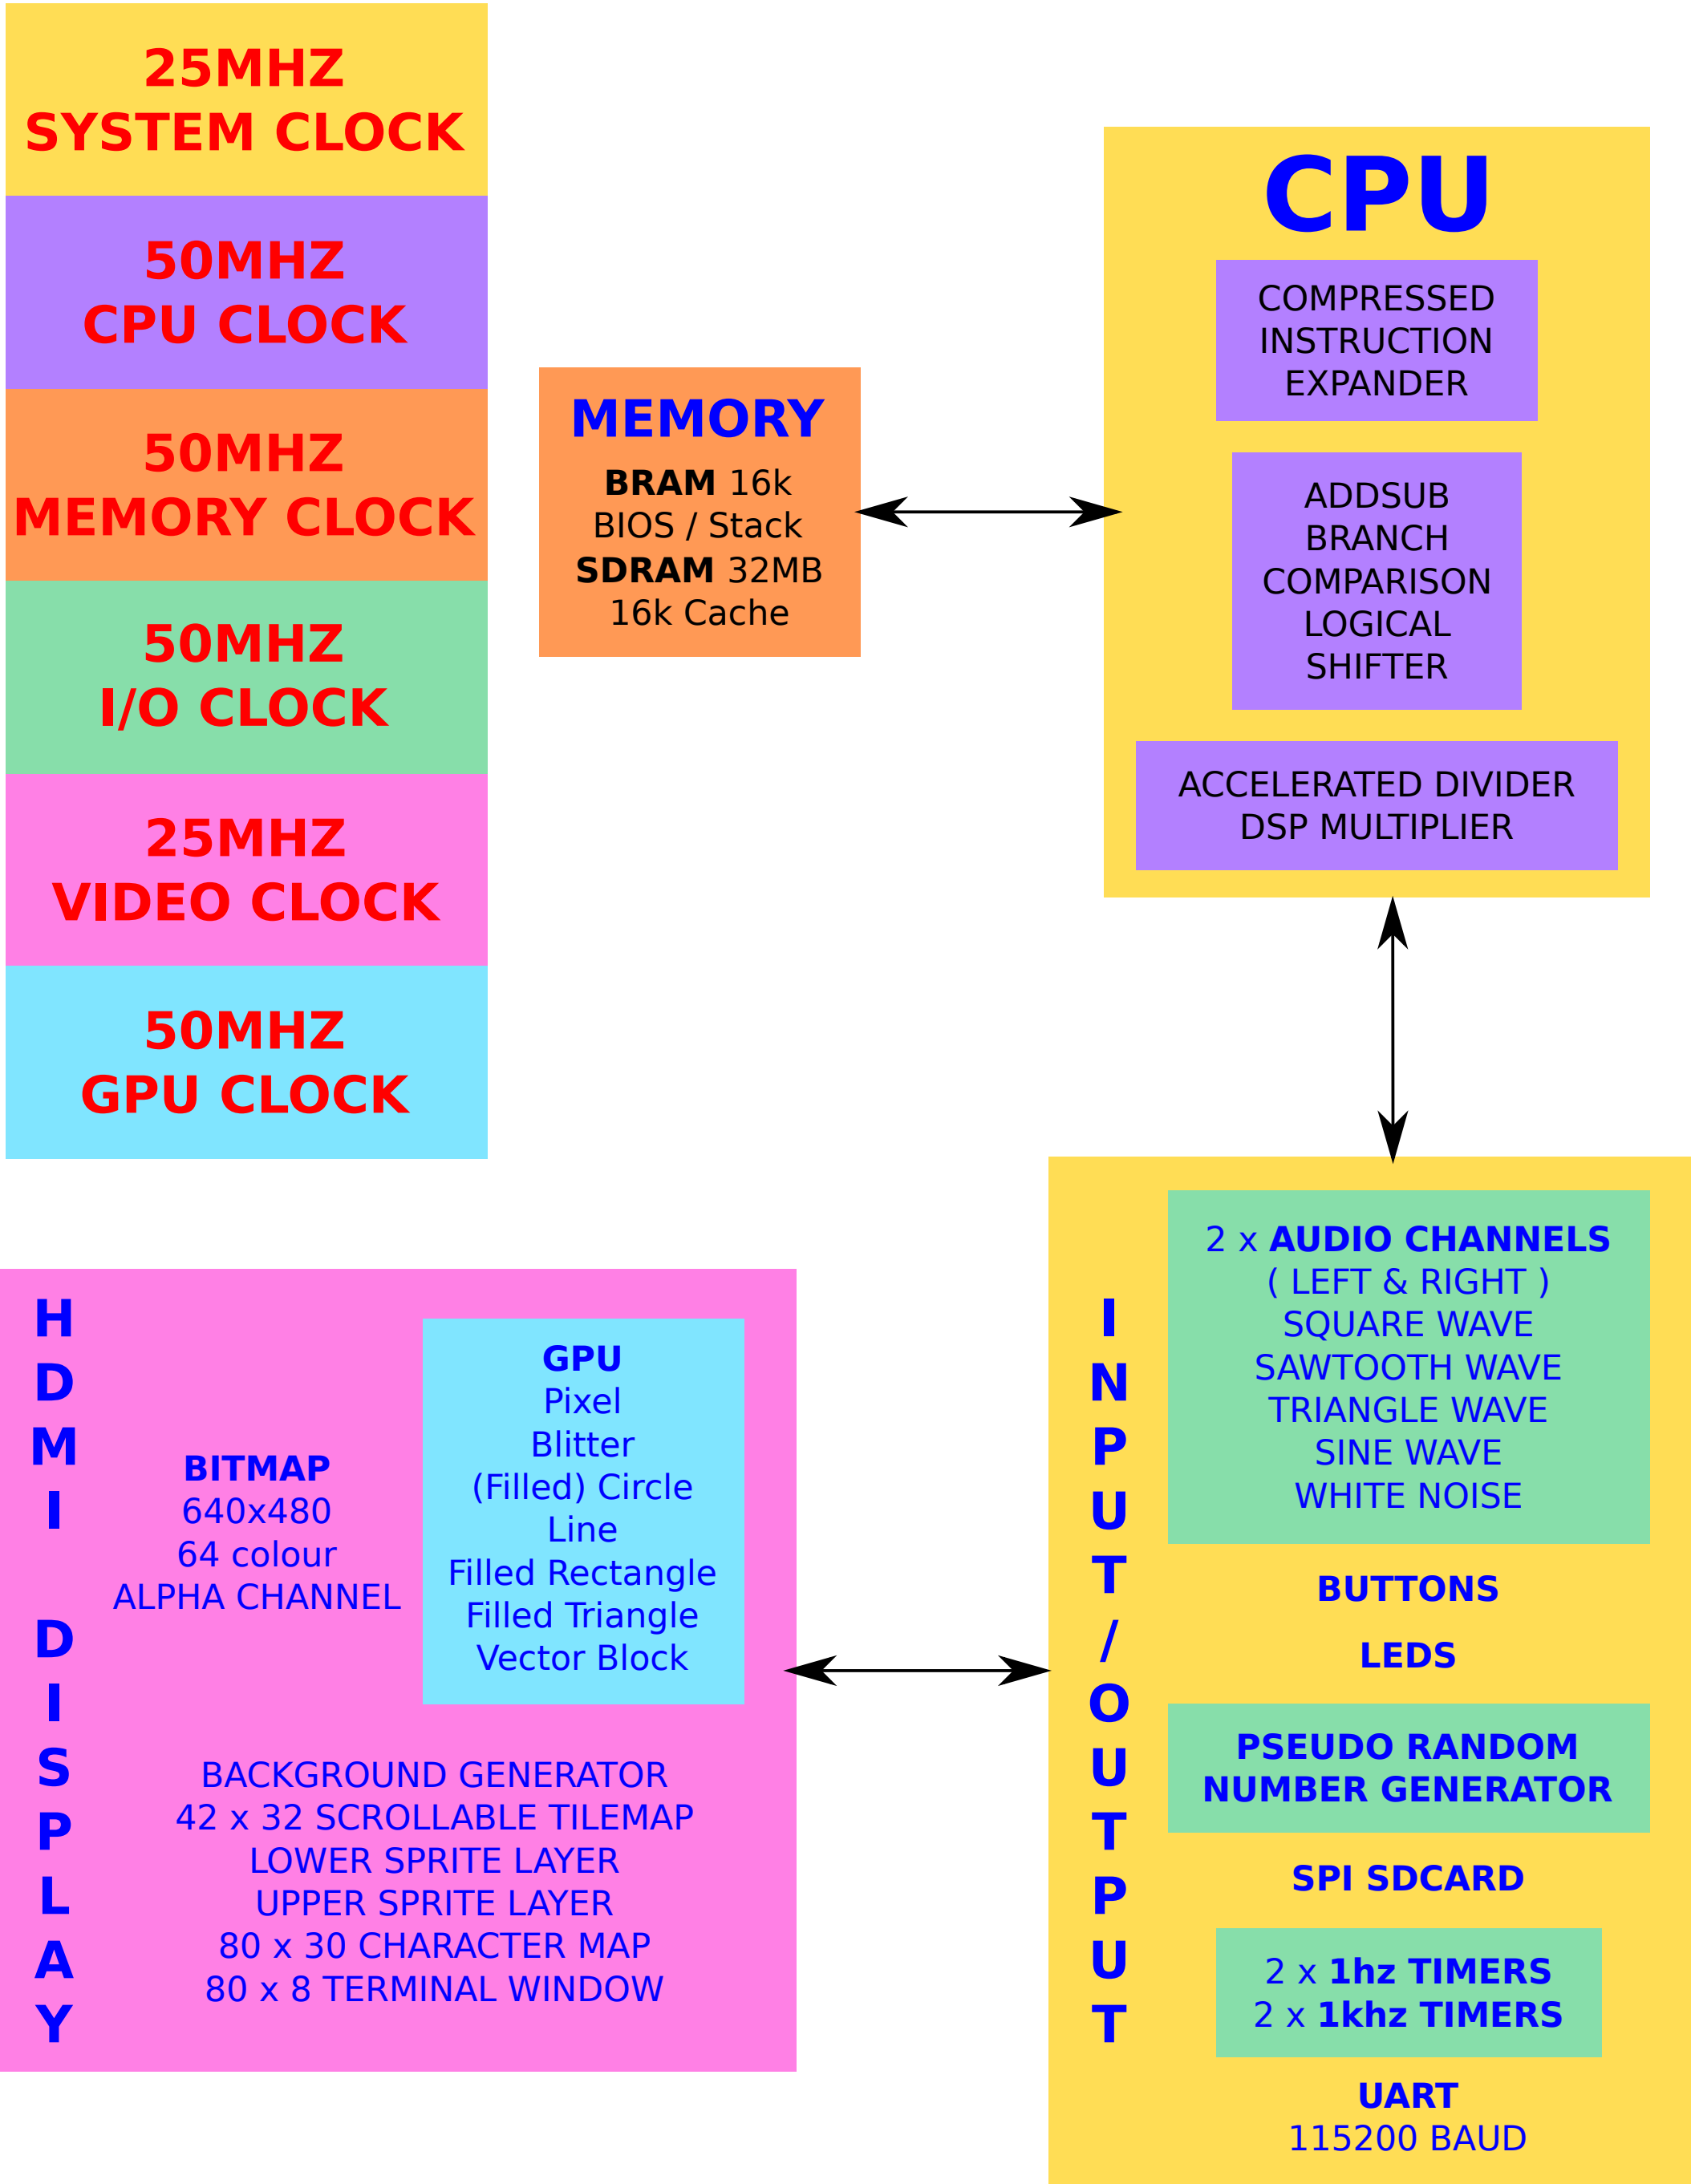 25MHZ
SYSTEM CLOCK
50MHZ
CPU CLOCK
50MHZ
MEMORY CLOCK
50MHZ
I/O CLOCK
25MHZ
VIDEO CLOCK
50MHZ
GPU CLOCK
MEMORY
BRAM 16k
BIOS / Stack
SDRAM 32MB
16k Cache
CPU
COMPRESSED
INSTRUCTION
EXPANDER
ADDSUB
BRANCH
COMPARISON
LOGICAL
SHIFTER
ACCELERATED DIVIDER
DSP MULTIPLIER
HDMI DISPLAY
BITMAP
640x480
64 colour
ALPHA CHANNEL
GPU
Pixel
Blitter
(Filled) Circle
Line
Filled Rectangle
Filled Triangle
Vector Block
BACKGROUND GENERATOR
42 x 32 SCROLLABLE TILEMAP
LOWER SPRITE LAYER
UPPER SPRITE LAYER
80 x 30 CHARACTER MAP
80 x 8 TERMINAL WINDOW
INPUT/OUTPUT
2 x AUDIO CHANNELS
( LEFT & RIGHT )
SQUARE WAVE
SAWTOOTH WAVE
TRIANGLE WAVE
SINE WAVE
WHITE NOISE
BUTTONS
LEDS
PSEUDO RANDOM
NUMBER GENERATOR
SPI SDCARD
2 x 1hz TIMERS
2 x 1khz TIMERS
UART
115200 BAUD